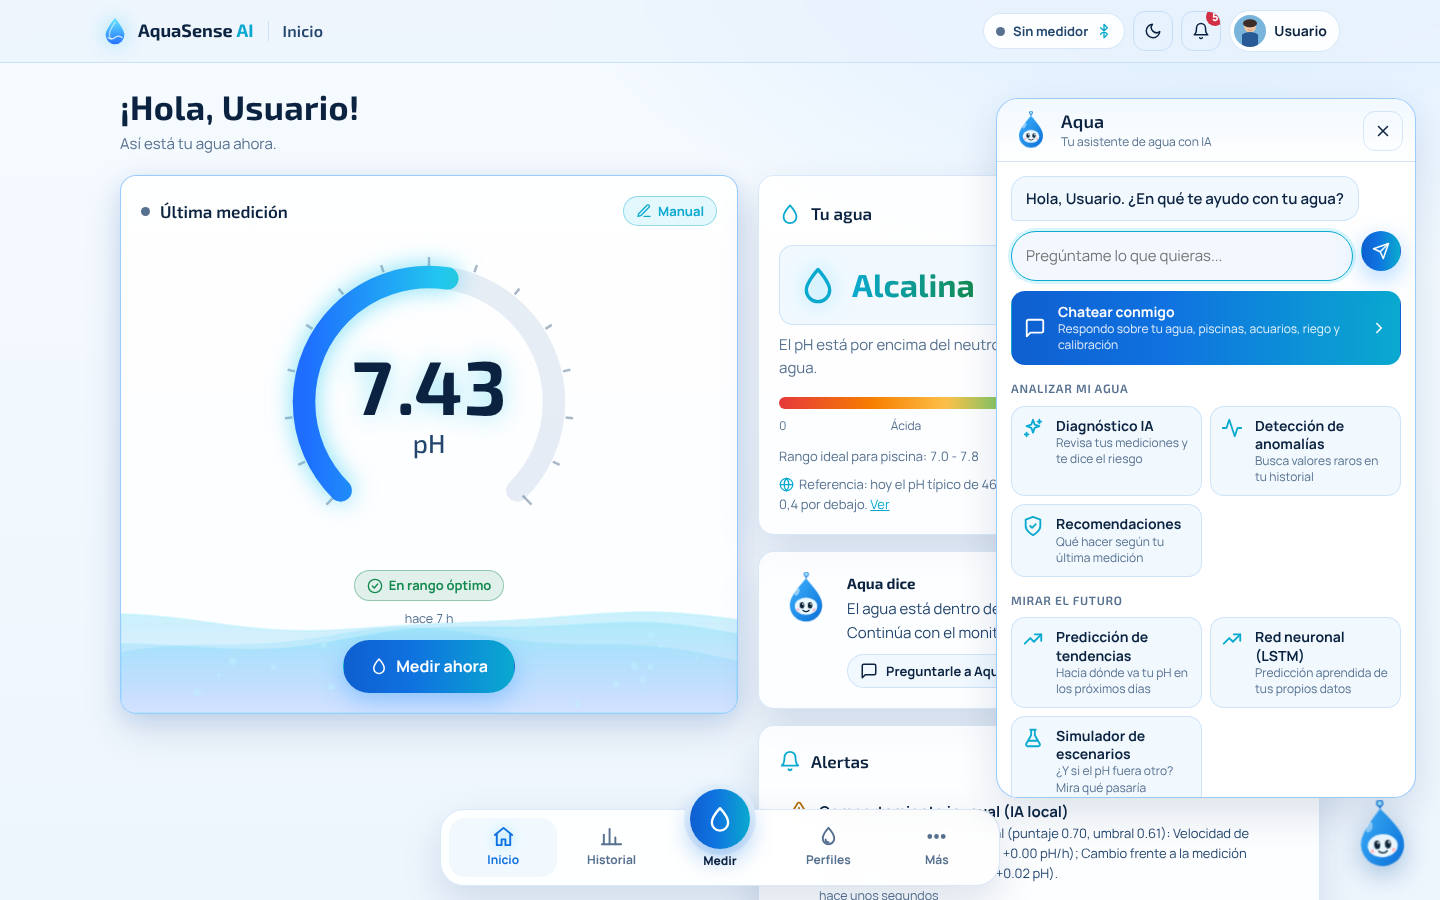 AquaSense AI
Inicio
Sin medidor
5
Usuario
¡Hola, Usuario!
Así está tu agua ahora.
Última medición
Manual
7.43
pH
En rango óptimo
hace 7 h
Medir ahora
Tu agua
Alcalina
El pH está por encima del neutro
agua.
0
Ácida
Rango ideal para piscina: 7.0 - 7.8
Referencia: hoy el pH típico de 46
0,4 por debajo. Ver
Aqua dice
El agua está dentro de
Continúa con el monit
Preguntarle a Aqu
Alertas
al (IA local)
l (puntaje 0.70, umbral 0.61): Velocidad de
+0.00 pH/h); Cambio frente a la medición
+0.02 pH).
hace unos segundos
Aqua
Tu asistente de agua con IA
Hola, Usuario. ¿En qué te ayudo con tu agua?
Pregúntame lo que quieras...
Chatear conmigo
Respondo sobre tu agua, piscinas, acuarios, riego y
calibración
ANALIZAR MI AGUA
Diagnóstico IA
Revisa tus mediciones y
te dice el riesgo
Detección de
anomalías
Busca valores raros en
tu historial
Recomendaciones
Qué hacer según tu
última medición
MIRAR EL FUTURO
Predicción de
tendencias
Hacia dónde va tu pH en
los próximos días
Red neuronal
(LSTM)
Predicción aprendida de
tus propios datos
Simulador de
escenarios
¿Y si el pH fuera otro?
Mira qué pasaría
Inicio
Historial
Medir
Perfiles
Más